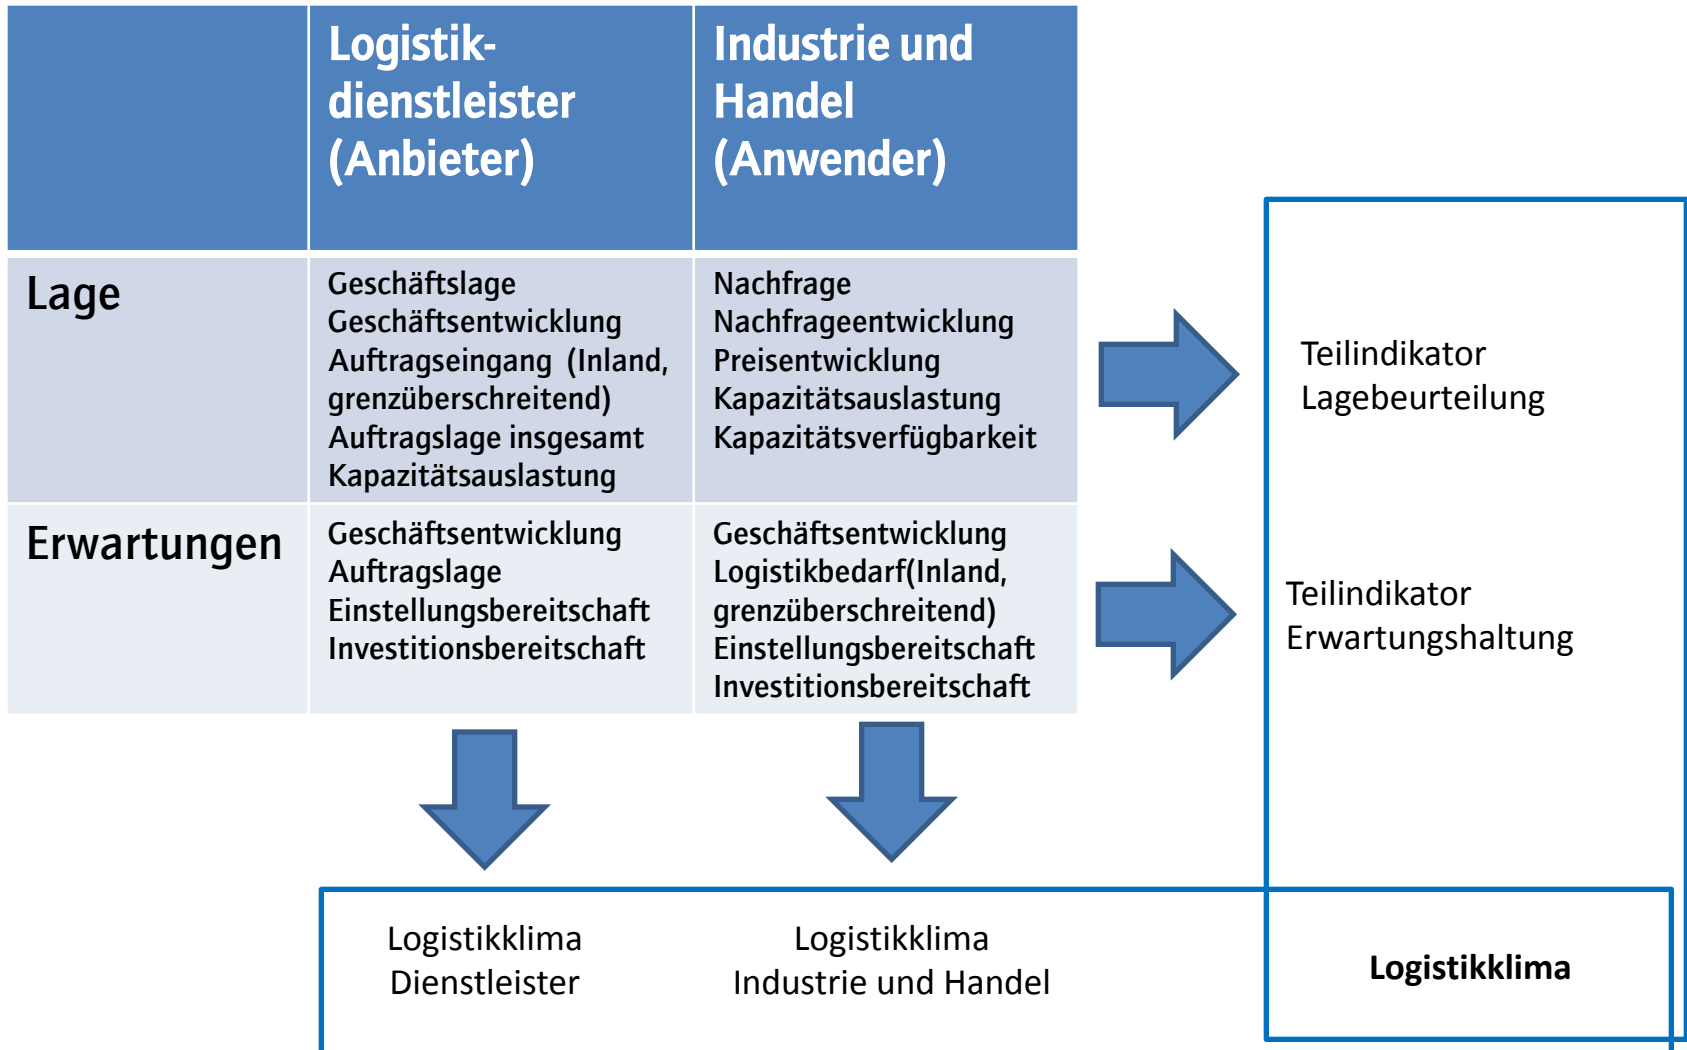 Logistik-
dienstleister
(Anbieter)
Industrie und
Handel
(Anwender)
Lage
Geschäftslage
Geschäftsentwicklung
Auftragseingang (Inland,
grenzüberschreitend)
Auftragslage insgesamt
Kapazitätsauslastung
Nachfrage
Nachfrageentwicklung
Preisentwicklung
Kapazitätsauslastung
Kapazitätsverfügbarkeit
Teilindikator
Lagebeurteilung
Erwartungen
Geschäftsentwicklung
Auftragslage
Einstellungsbereitschaft
Investitionsbereitschaft
Geschäftsentwicklung
Logistikbedarf(Inland,
grenzüberschreitend)
Einstellungsbereitschaft
Investitionsbereitschaft
Teilindikator
Erwartungshaltung
Logistikklima
Dienstleister
Logistikklima
Industrie und Handel
Logistikklima